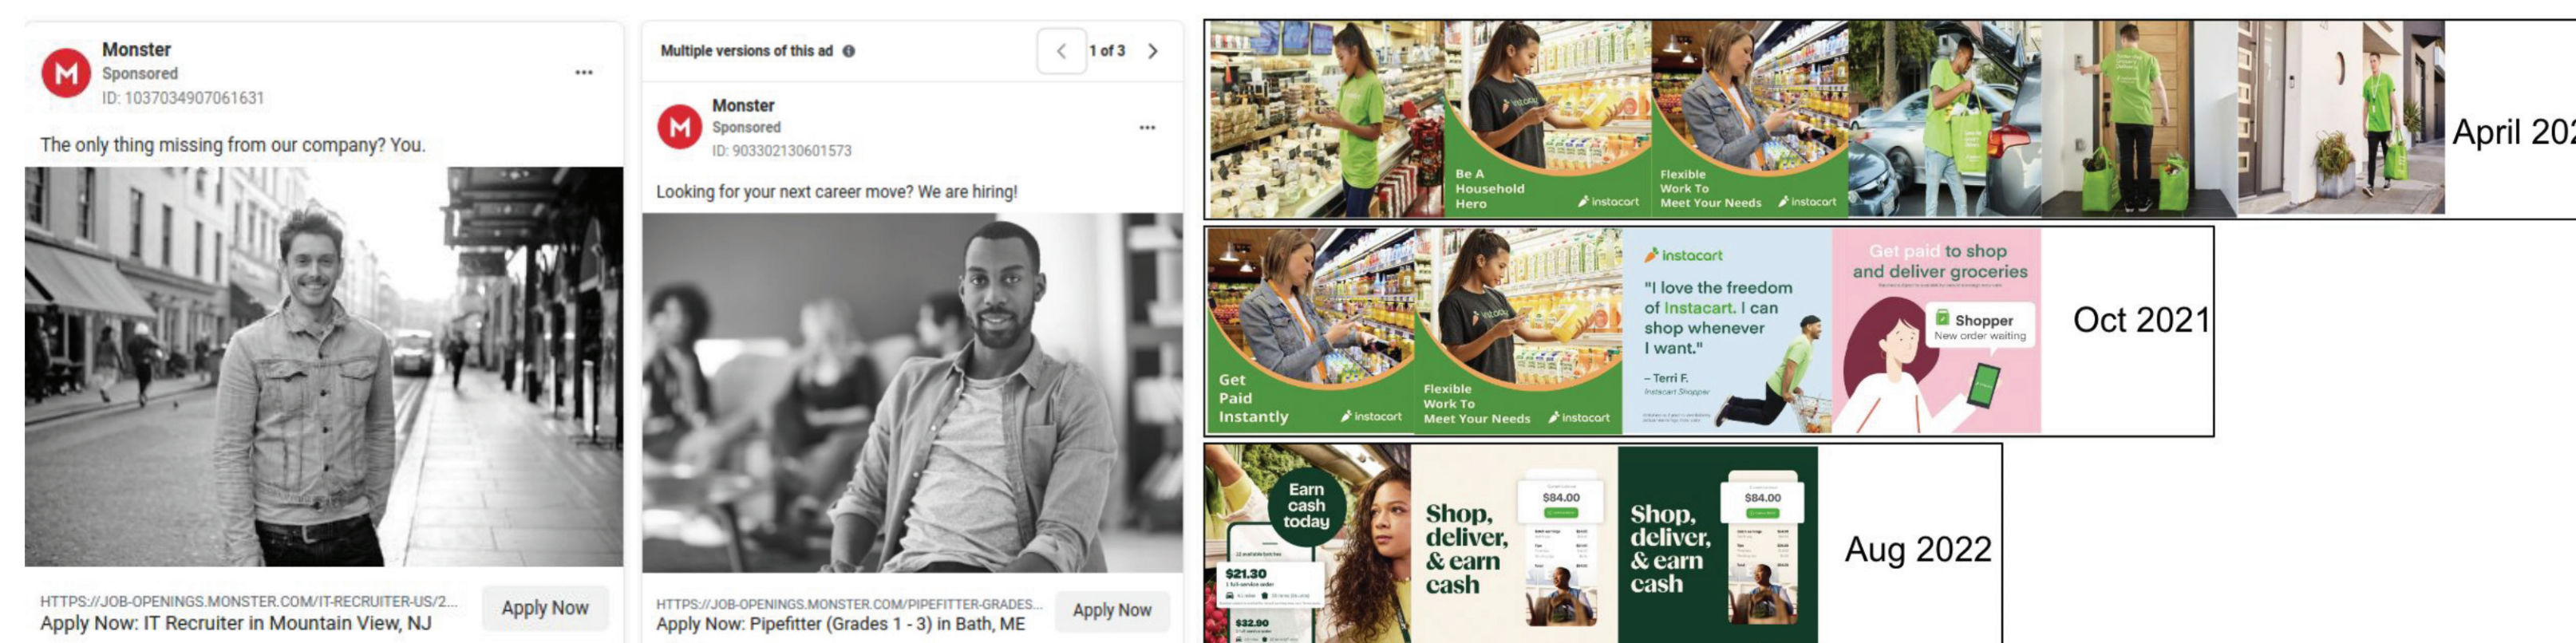 Monster
Sponsored
ID: 1037034907061631
The only thing missing from our company? You.
HTTPS://JOB-OPENINGS.MONSTER.COM/IT-RECRUITER-US/2...
Apply Now: IT Recruiter in Mountain View, NJ
Apply Now
Multiple versions of this ad
1 of 3
Monster
Sponsored
ID: 903302130601573
Looking for your next career move? We are hiring!
HTTPS://JOB-OPENINGS.MONSTER.COM/PIPEFITTER-GRADES...
Apply Now: Pipefitter (Grades 1 - 3) in Bath, ME
Apply Now
Be A
Household
Hero
instacart
Flexible
Work To
Meet Your Needs
instacart
April 202
Get
Paid
Instantly
instacart
Flexible
Work To
Meet Your Needs
instacart
instacart
"I love the freedom
of Instacart. I can
shop whenever
I want."
– Terri F.
Instacart Shopper
Get paid to shop
and deliver groceries
Shopper
New order waiting
Oct 2021
Earn
cash
today
$21.30
1 full-service order
$32.90
Shop,
deliver,
& earn
cash
$84.00
Shop,
deliver,
& earn
cash
$84.00
Aug 2022